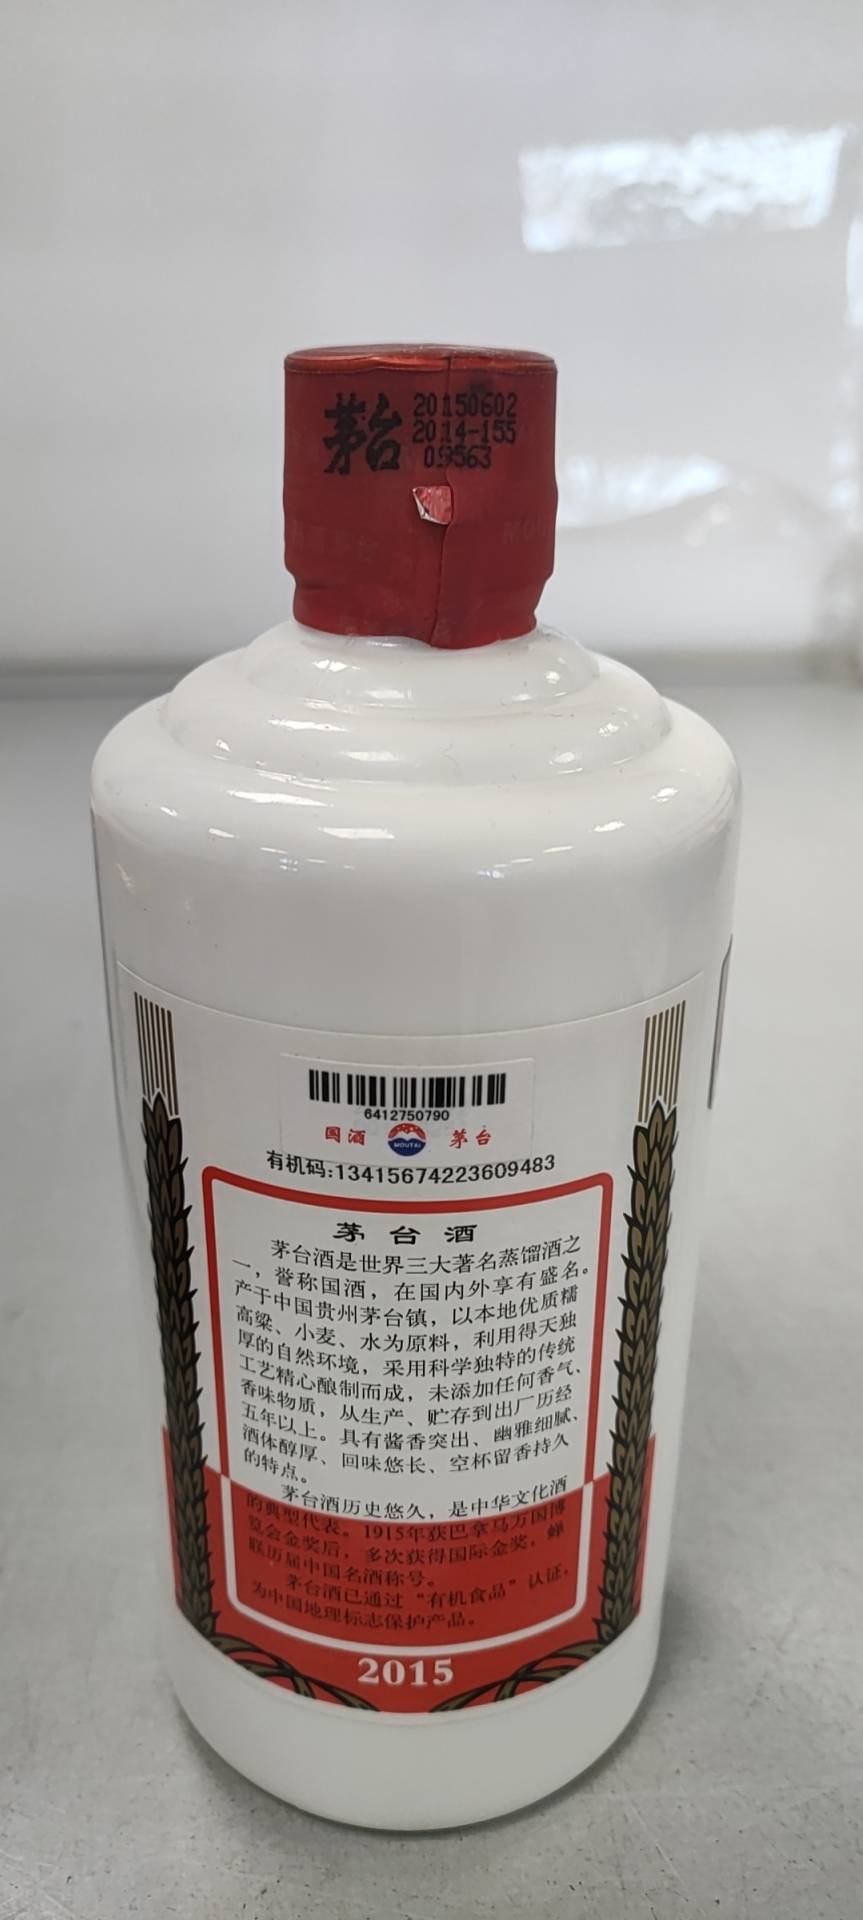 茅台
20150602
2014-155
09563
MOU
6412750790
国酒
MOUTAI
茅台
有机码:13415674223609483
茅台酒
茅台酒是世界三大著名蒸馏酒之
一，誉称国酒，在国内外享有盛名。
产于中国贵州茅台镇，以本地优质糯
高粱、小麦、水为原料，利用得天独
厚的自然环境，采用科学独特的传统
工艺精心酿制而成，未添加任何香气、
香味物质，从生产、贮存到出厂历经
五年以上。具有酱香突出、幽雅细腻、
酒体醇厚、回味悠长、空杯留香持久
的特点。
茅台酒历史悠久，是中华文化酒
的典型代表。1915年获巴拿马万国博
览会金奖后，多次获得国际金奖，蝉
联历届中国名酒称号。
茅台酒已通过“有机食品”认证，
为中国地理标志保护产品。
2015